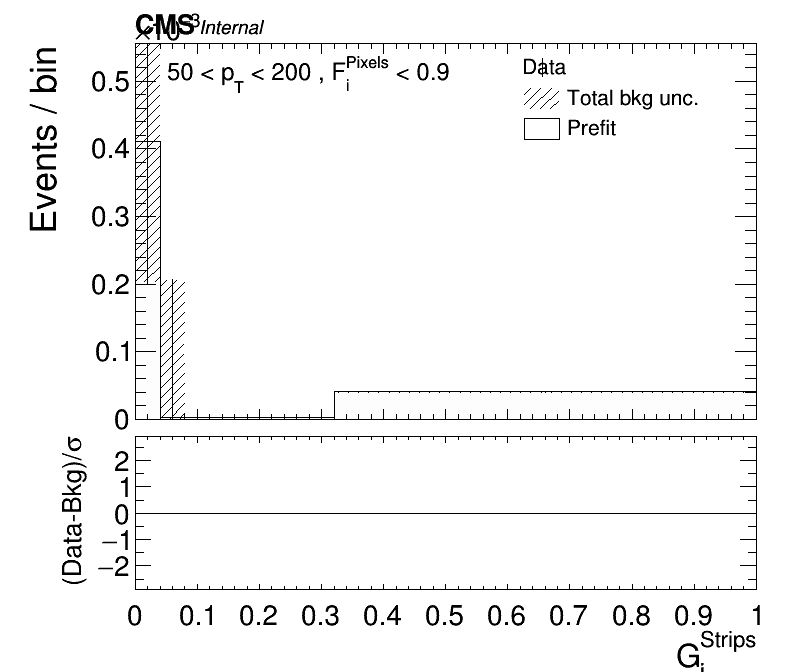 CMS Internal
×10³
50 < p_T < 200 , F_i^Pixels < 0.9
Data
Total bkg unc.
Prefit
Events / bin
0.5
0.4
0.3
0.2
0.1
0
(Data-Bkg)/σ
2
1
0
−1
−2
0 0.1 0.2 0.3 0.4 0.5 0.6 0.7 0.8 0.9 1
G_i^Strips